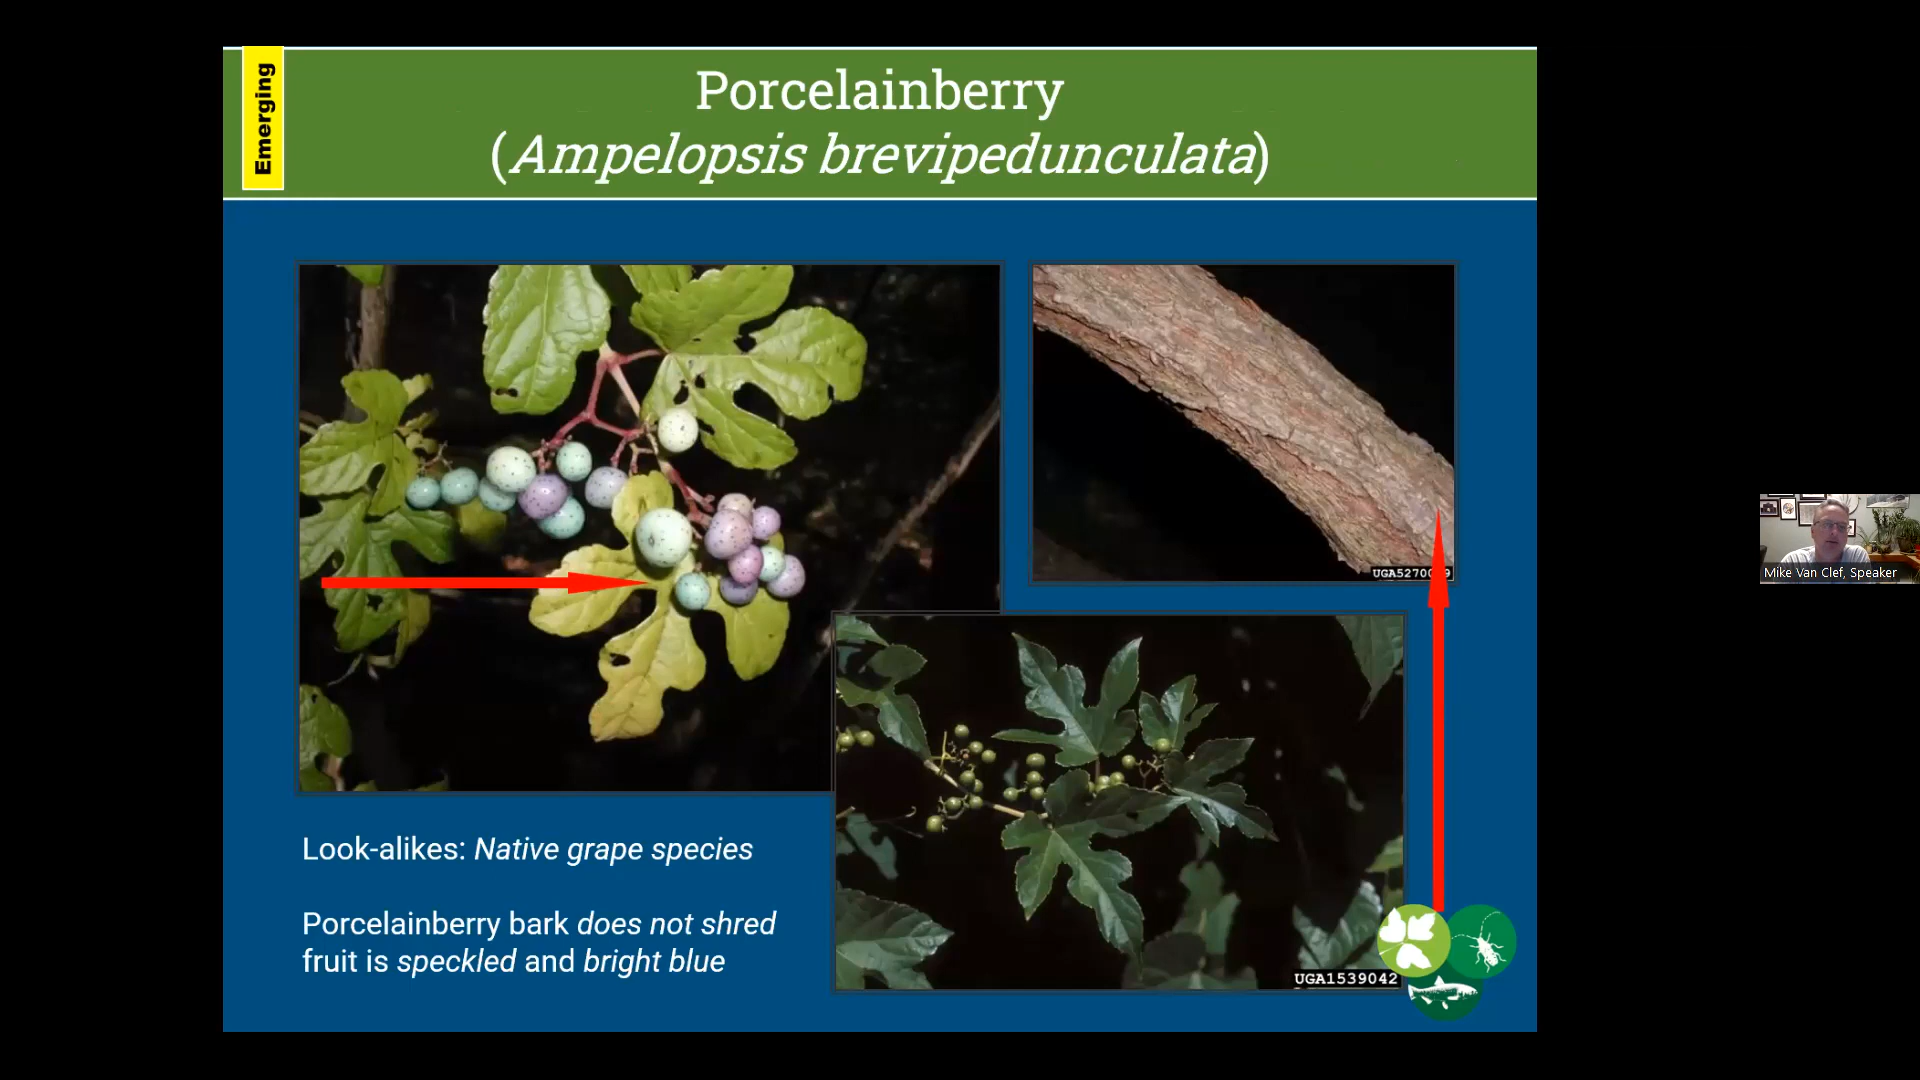 Emerging
Porcelainberry
(Ampelopsis brevipedunculata)
Mike Van Clef, Speaker
Look-alikes: Native grape species
Porcelainberry bark does not shred
fruit is speckled and bright blue
UGA1539042